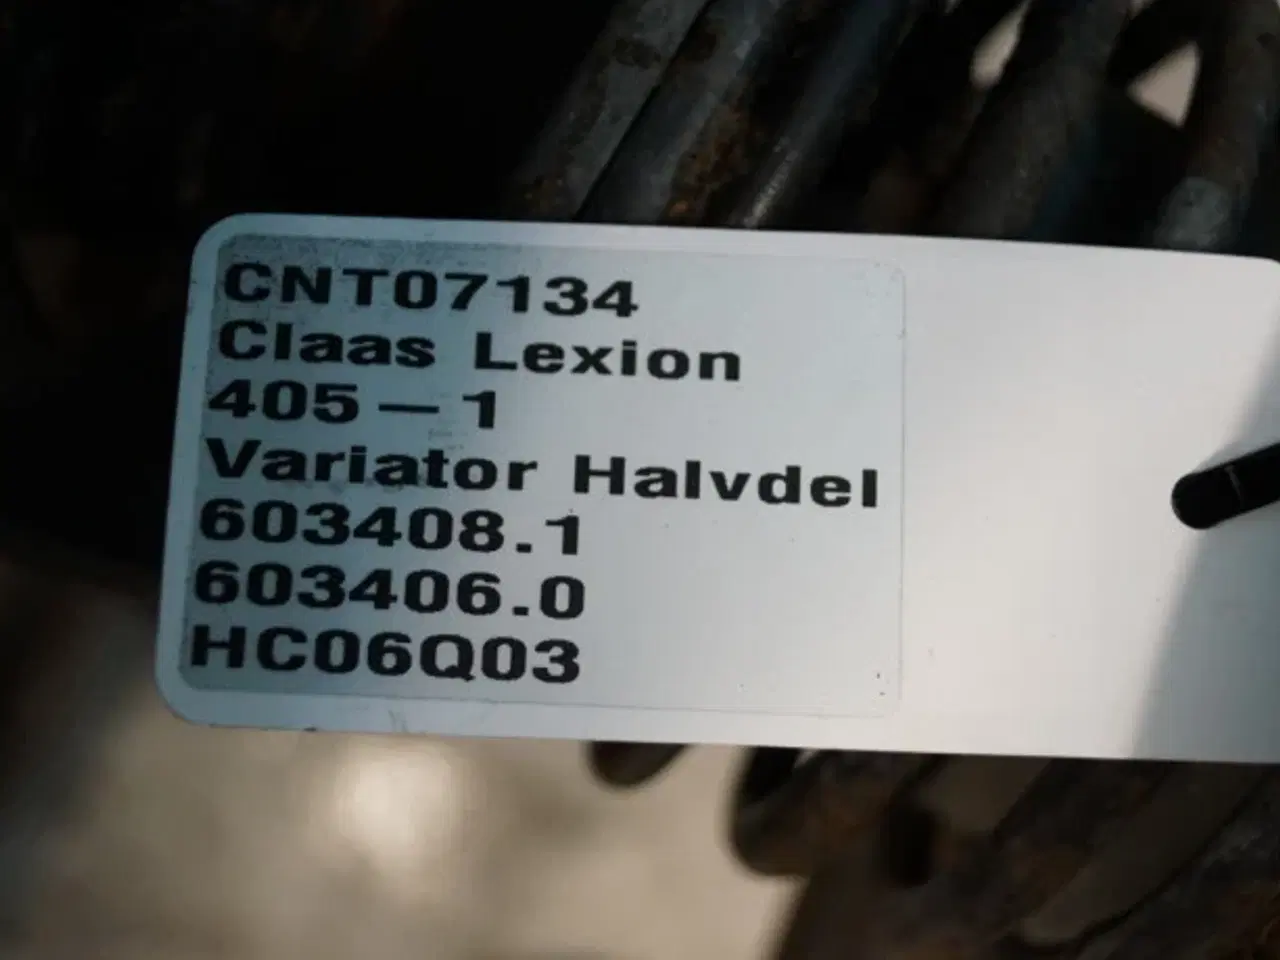 CNT07134
Claas Lexion
405 — 1
Variator Halvdel
603408.1
603406.0
HC06Q03